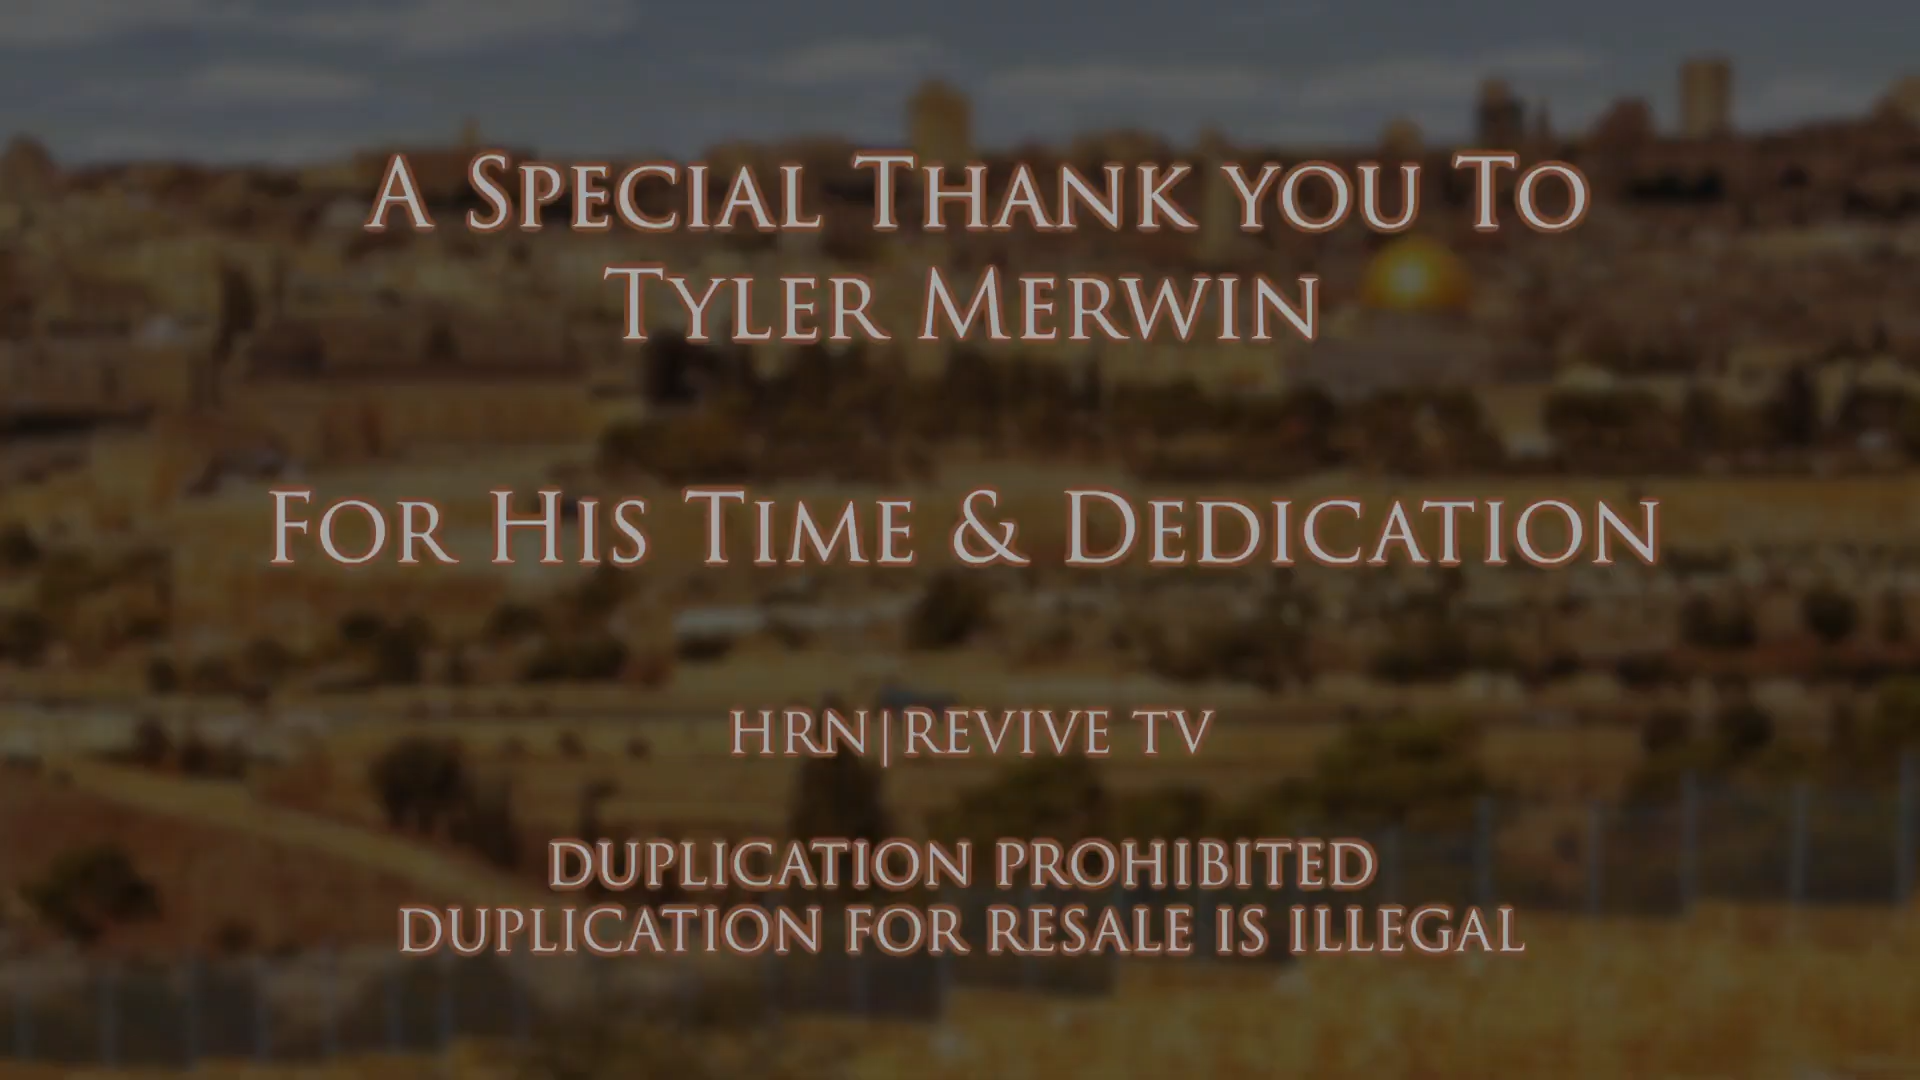 A Special Thank you To
Tyler Merwin
For His Time & Dedication
HRN|REVIVE TV
DUPLICATION PROHIBITED
DUPLICATION FOR RESALE IS ILLEGAL